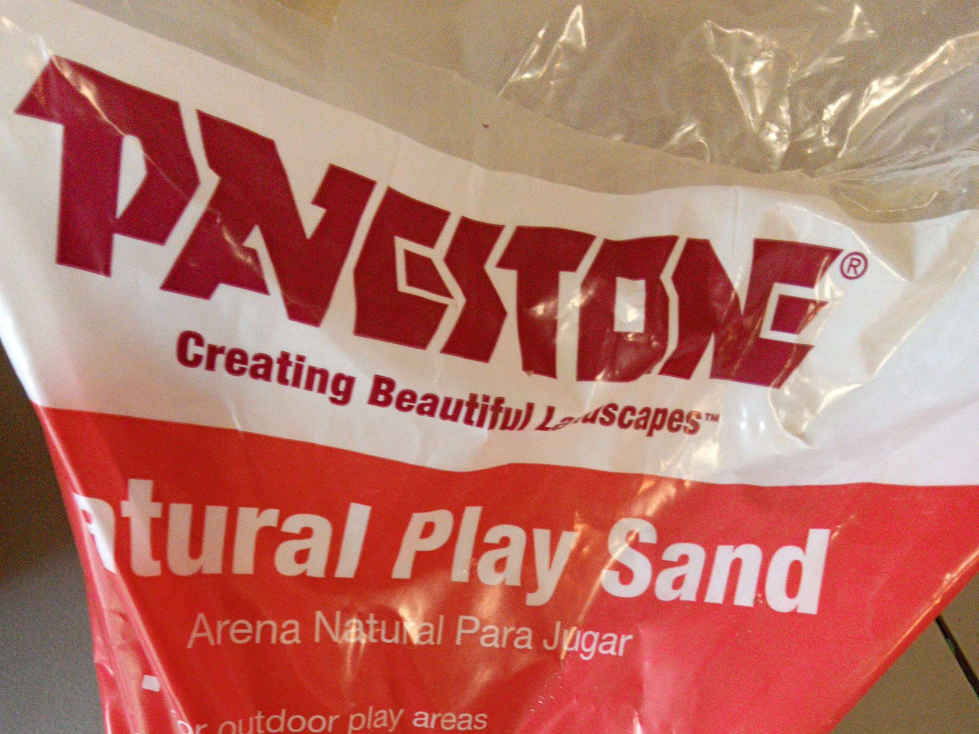 PAVESTONE®
Creating Beautiful Landscapes™
atural Play Sand
Arena Natural Para Jugar
or outdoor play areas